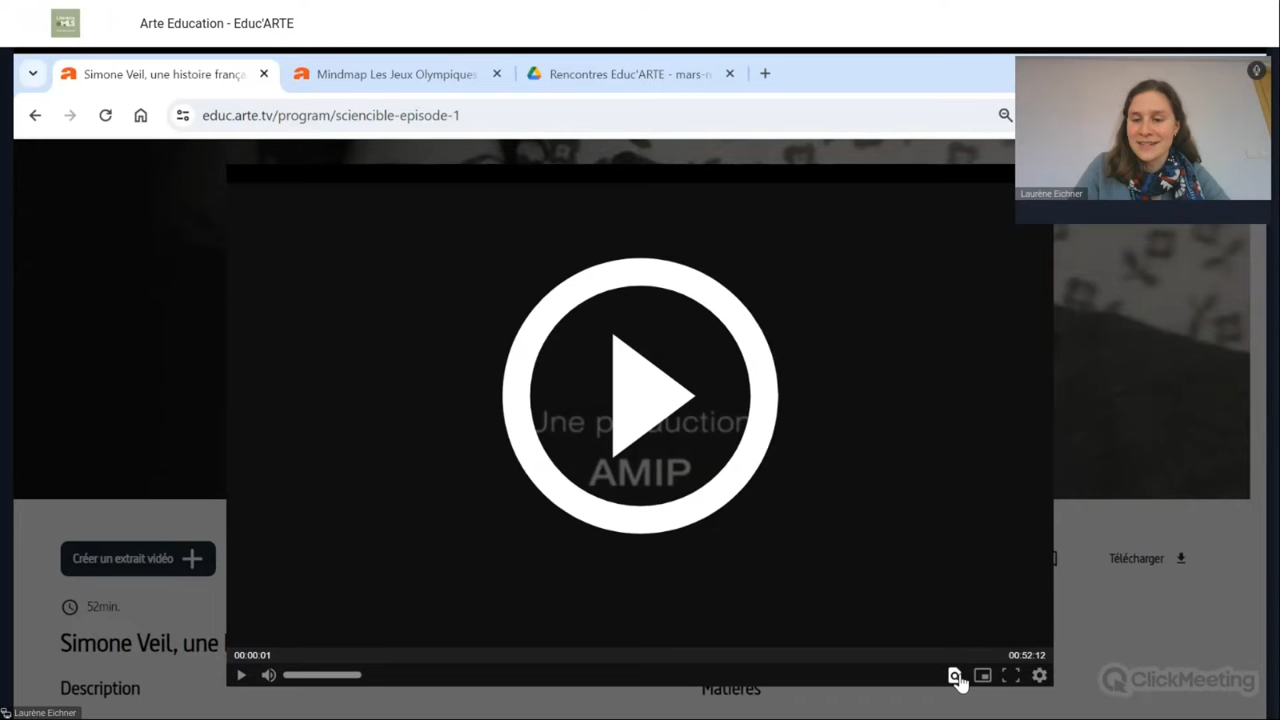 Arte Education - Educ'ARTE
Simone Veil, une histoire frança
Mindmap Les Jeux Olympiques
Rencontres Educ'ARTE - mars-
educ.arte.tv/program/sciencible-episode-1
Laurène Eichner
Une production
AMIP
Créer un extrait vidéo
Télécharger
52min.
Simone Veil, une
00:00:01
00:52:12
Description
Matières
ClickMeeting
Laurène Eichner